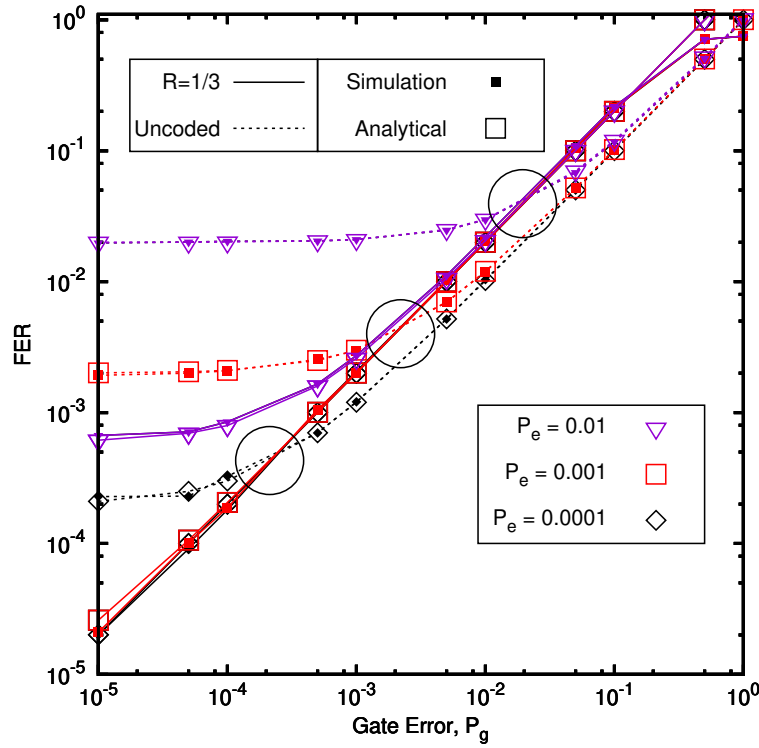 10^0
10^-1
10^-2
10^-3
10^-4
10^-5
FER
R=1/3
Uncoded
Simulation
Analytical
P_e = 0.01
P_e = 0.001
P_e = 0.0001
10^-5 10^-4 10^-3 10^-2 10^-1 10^0
Gate Error, P_g